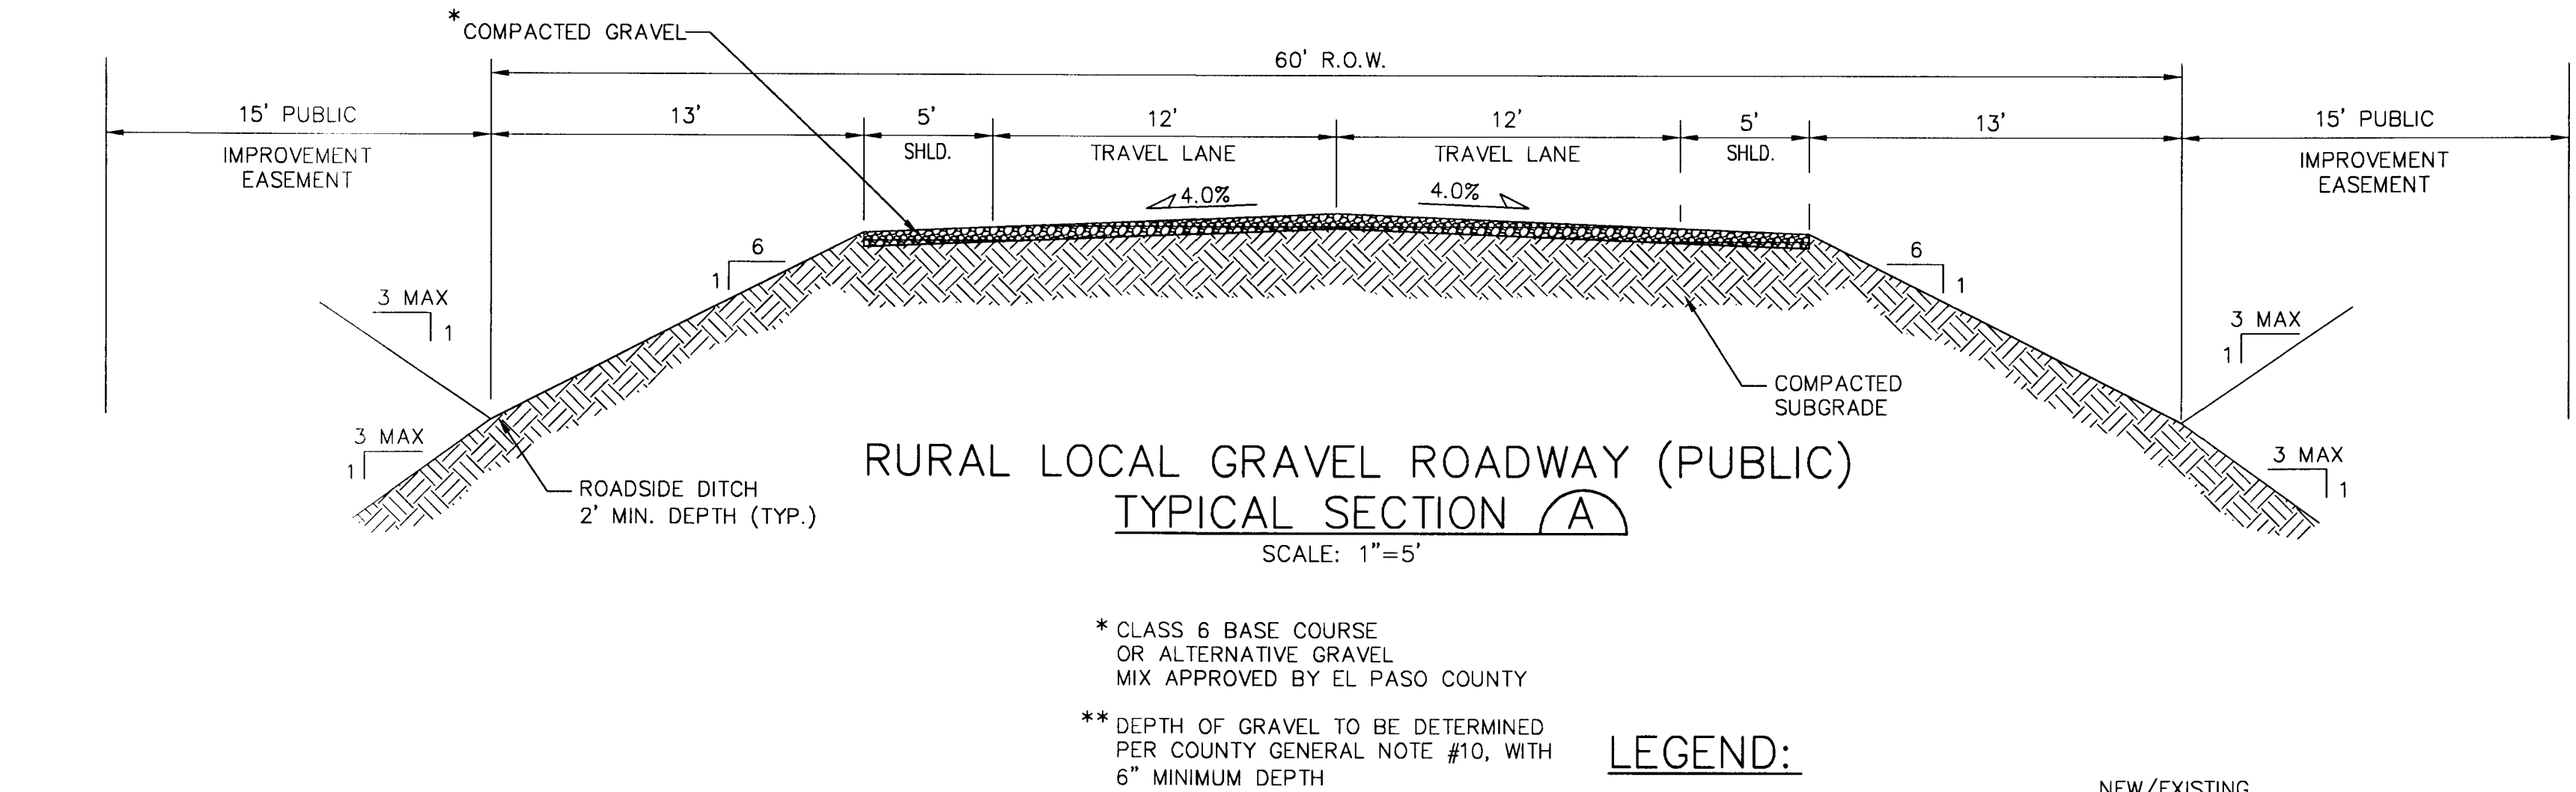 *COMPACTED GRAVEL
60' R.O.W.
15' PUBLIC
IMPROVEMENT
EASEMENT
13'
5'
SHLD.
12'
TRAVEL LANE
12'
TRAVEL LANE
5'
SHLD.
13'
15' PUBLIC
IMPROVEMENT
EASEMENT
4.0%
4.0%
6
1
6
1
3 MAX
1
3 MAX
1
3 MAX
1
3 MAX
1
COMPACTED
SUBGRADE
ROADSIDE DITCH
2' MIN. DEPTH (TYP.)
RURAL LOCAL GRAVEL ROADWAY (PUBLIC)
TYPICAL SECTION A
SCALE: 1"=5'
* CLASS 6 BASE COURSE
OR ALTERNATIVE GRAVEL
MIX APPROVED BY EL PASO COUNTY
** DEPTH OF GRAVEL TO BE DETERMINED
PER COUNTY GENERAL NOTE #10, WITH
6" MINIMUM DEPTH
LEGEND:
NEW/EXISTING